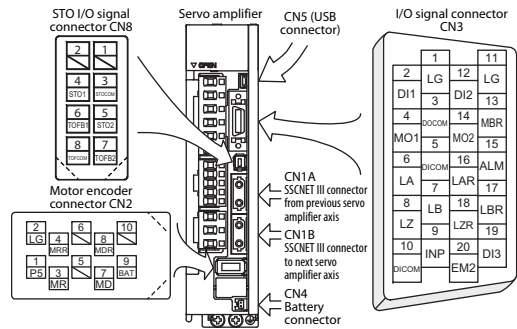 STO I/O signal
connector CN8
2 1
4 3
STO1 STOCOM
6 5
TOFB1 STO2
8 7
TOFCOM TOFB2
Motor encoder
connector CN2
2 6 10
LG 4 8
MRR MDR
1 5 9
P5 3 7 BAT
MR MD
Servo amplifier
OPEN
CN5 (USB
connector)
CN1A
SSCNET III connector
from previous servo
amplifier axis
CN1B
SSCNET III connector
to next servo
amplifier axis
CN4
Battery
connector
I/O signal connector
CN3
1 11
2 LG 12 LG
DI1 3 DI2 13
4 DOCOM 14 MBR
MO1 5 MO2 15
6 DICOM 16 ALM
LA 7 LAR 17
8 LB 18 LBR
LZ 9 LZR 19
10 INP 20 DI3
DICOM EM2